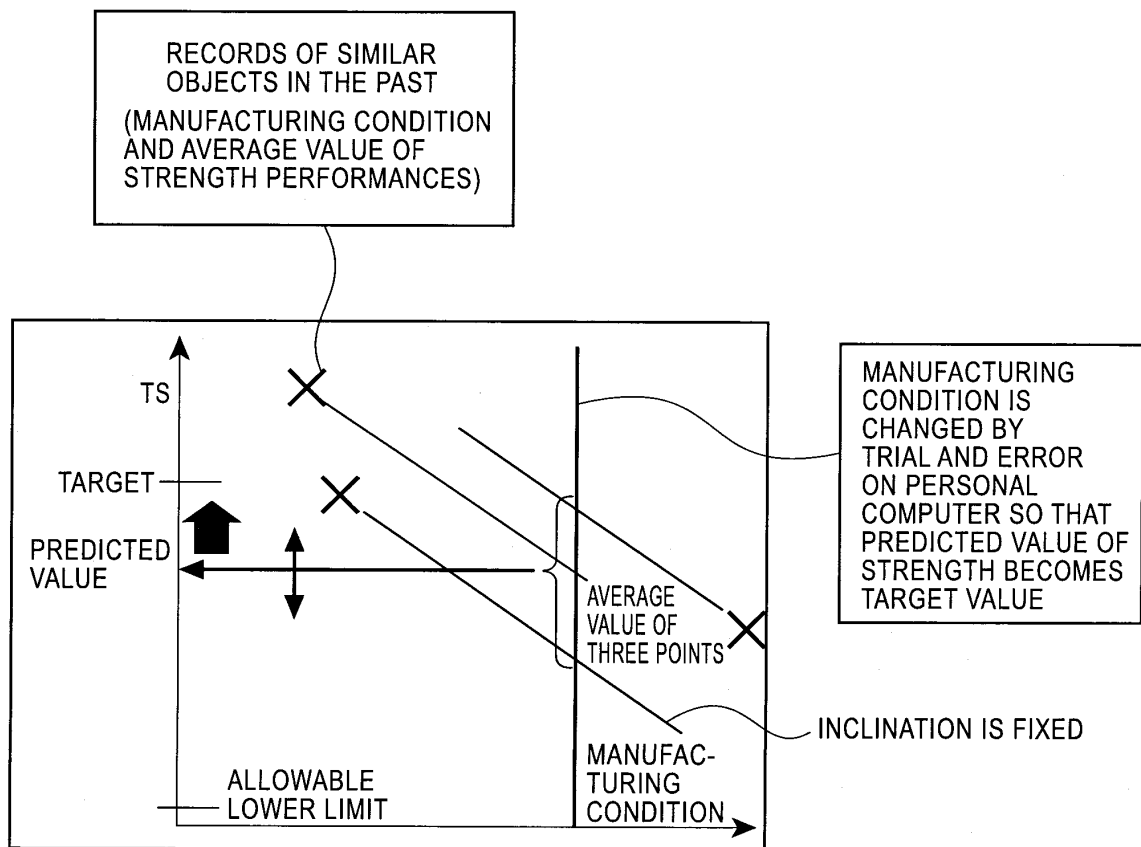 RECORDS OF SIMILAR
OBJECTS IN THE PAST
(MANUFACTURING CONDITION
AND AVERAGE VALUE OF
STRENGTH PERFORMANCES)
TS
TARGET
PREDICTED
VALUE
AVERAGE
VALUE OF
THREE POINTS
MANUFACTURING
CONDITION IS
CHANGED BY
TRIAL AND ERROR
ON PERSONAL
COMPUTER SO THAT
PREDICTED VALUE OF
STRENGTH BECOMES
TARGET VALUE
INCLINATION IS FIXED
ALLOWABLE
LOWER LIMIT
MANUFAC-
TURING
CONDITION